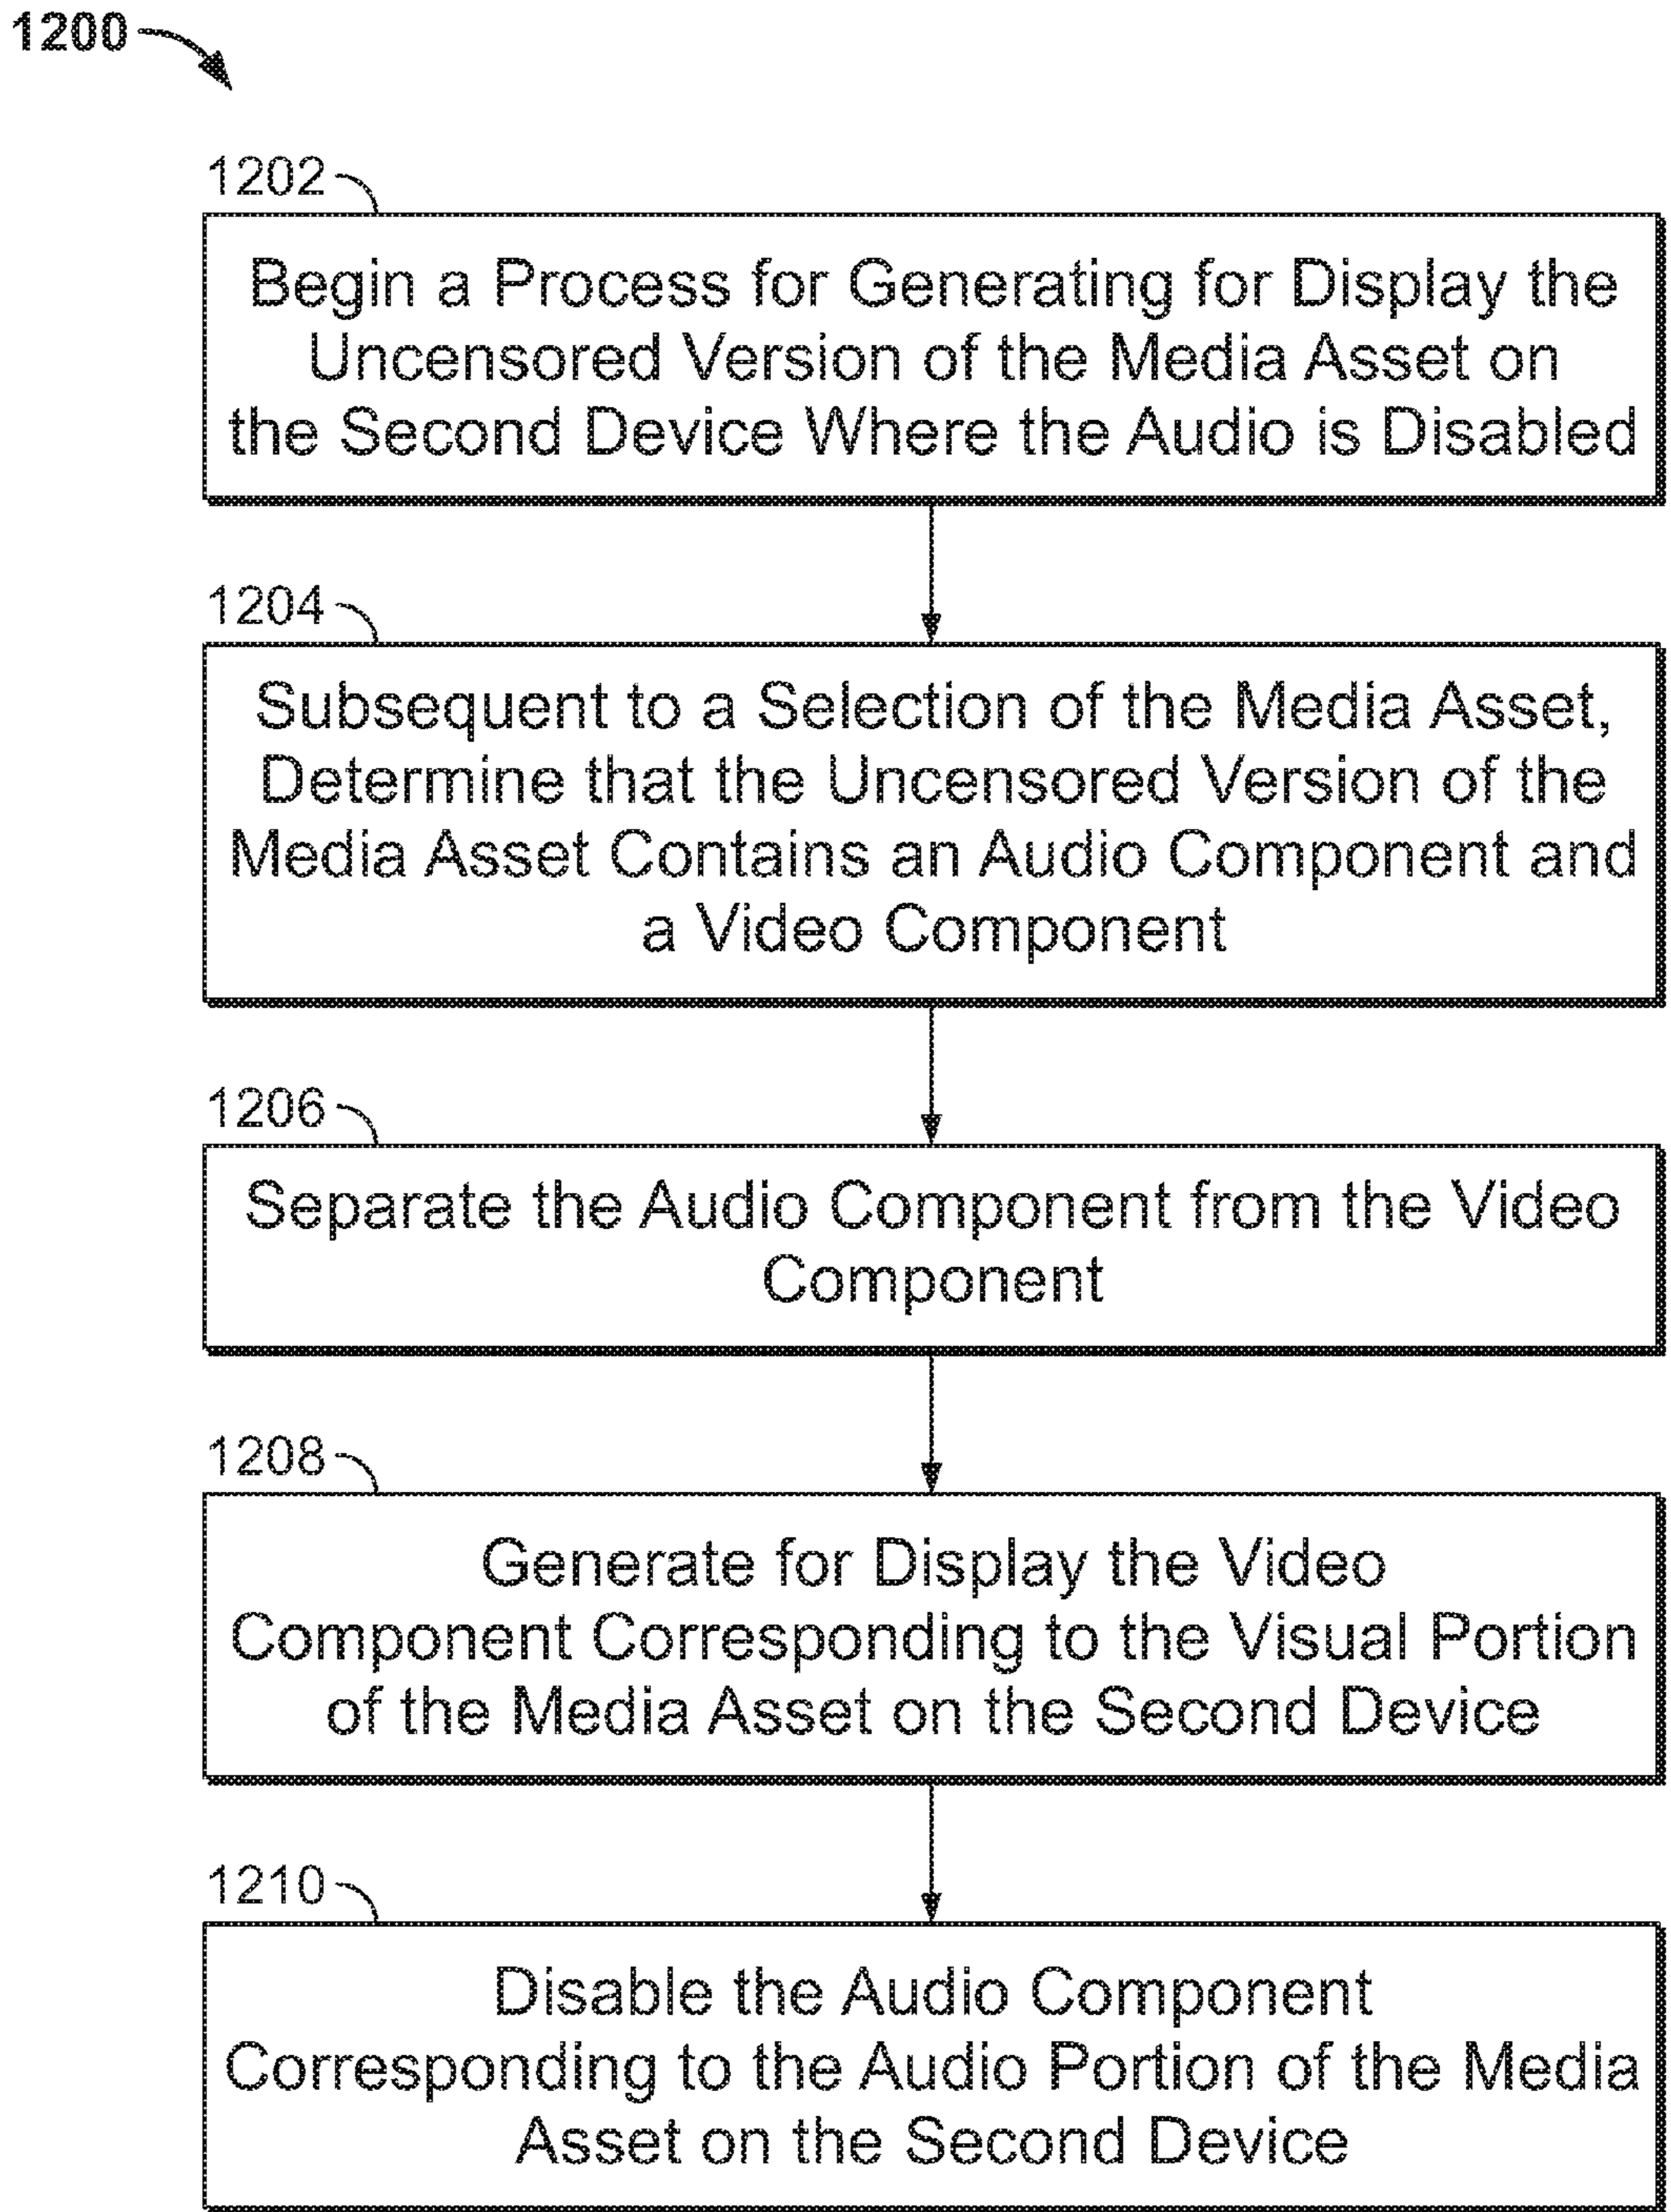 1200
1202
Begin a Process for Generating for Display the
Uncensored Version of the Media Asset on
the Second Device Where the Audio is Disabled
1204
Subsequent to a Selection of the Media Asset,
Determine that the Uncensored Version of the
Media Asset Contains an Audio Component and
a Video Component
1206
Separate the Audio Component from the Video
Component
1208
Generate for Display the Video
Component Corresponding to the Visual Portion
of the Media Asset on the Second Device
1210
Disable the Audio Component
Corresponding to the Audio Portion of the Media
Asset on the Second Device